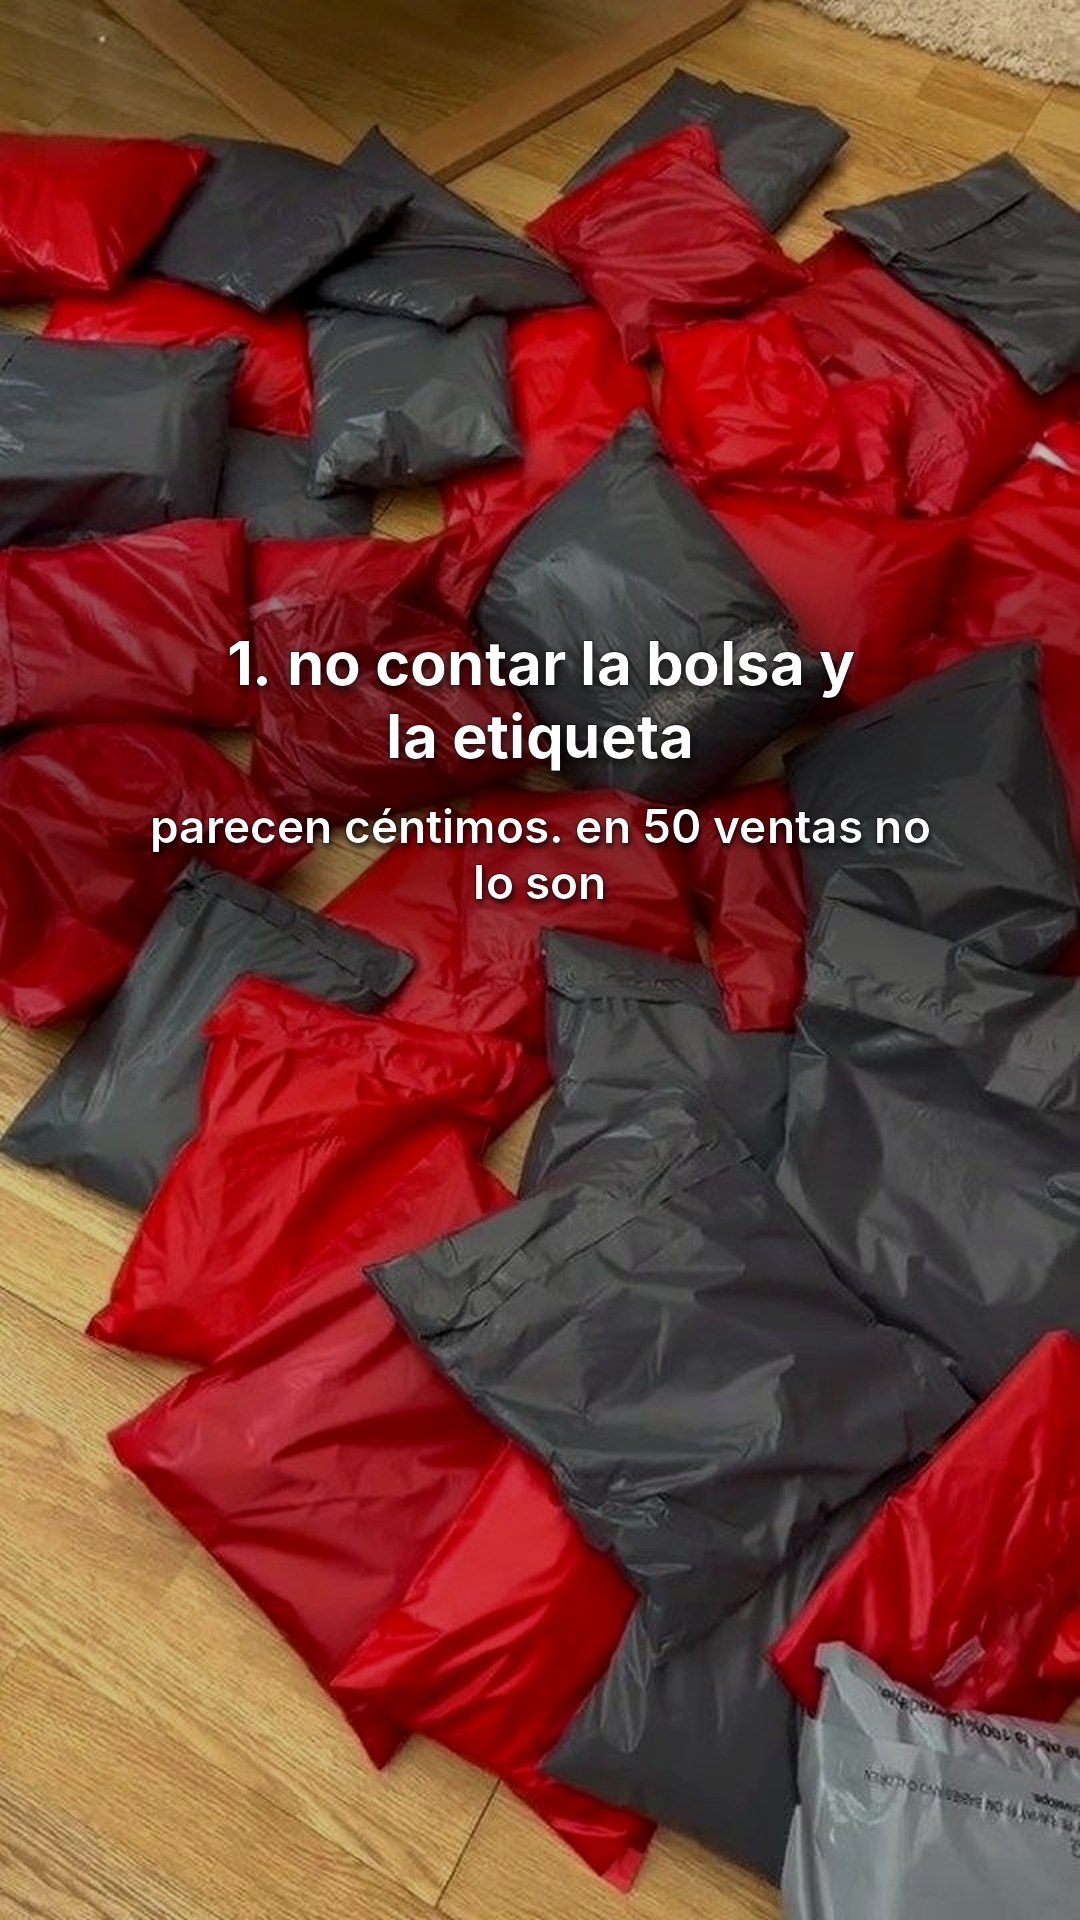 1. no contar la bolsa y
la etiqueta
parecen céntimos. en 50 ventas no
lo son